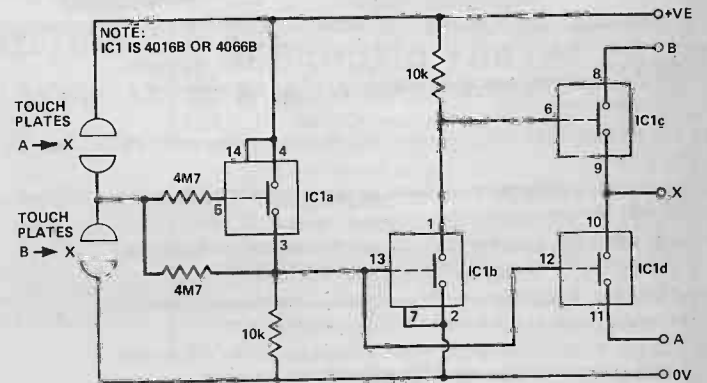 NOTE:
IC1 IS 4016B OR 4066B
+VE
B
10k
8
6
IC1c
9
TOUCH
PLATES
A → X
14
4
4M7
5
IC1a
3
X
TOUCH
PLATES
B → X
1
10
13
IC1b
12
IC1d
4M7
7
2
11
10k
A
0V